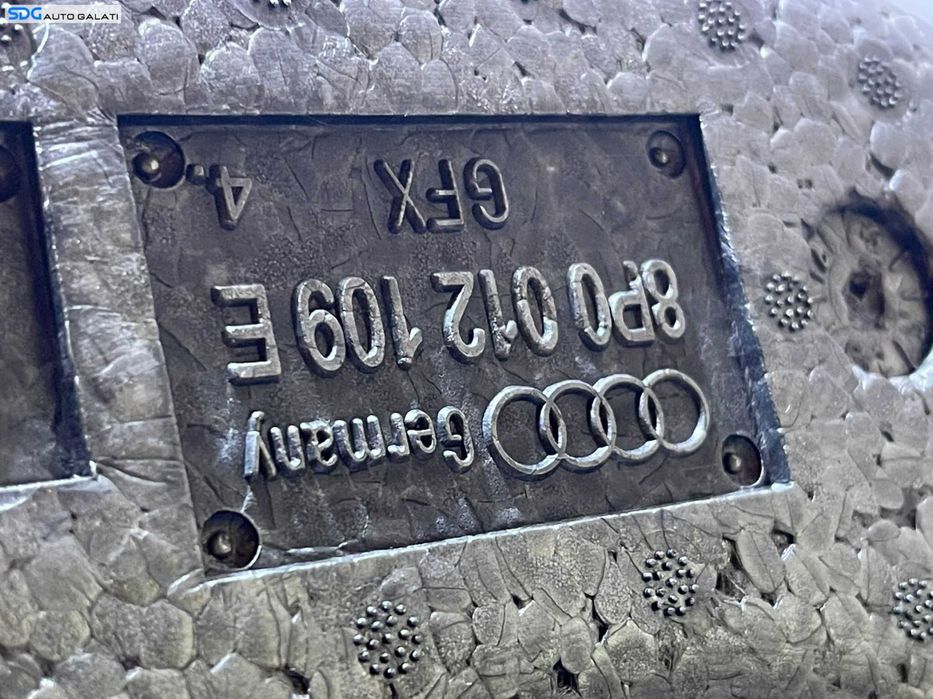 SDG AUTO GALATI
Germany
8P0 012 109 E
GFX 4.